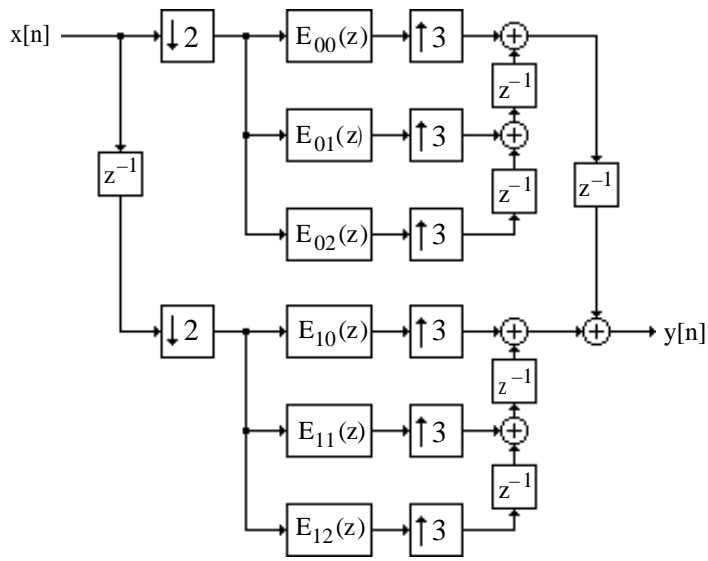 x[n] ↓2 E₀₀(z) ↑3 +
z⁻¹
E₀₁(z) ↑3 +
z⁻¹ z⁻¹ z⁻¹
E₀₂(z) ↑3
↓2 E₁₀(z) ↑3 + + y[n]
z⁻¹
E₁₁(z) ↑3 +
z⁻¹
E₁₂(z) ↑3